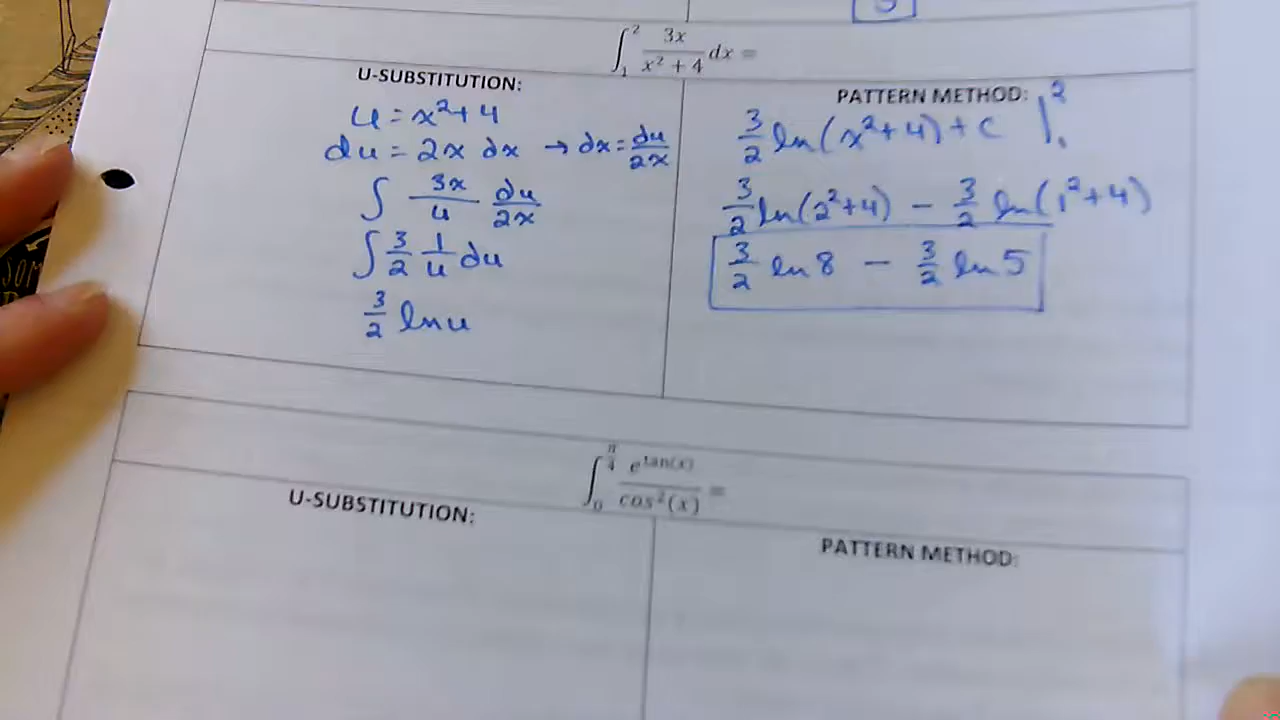 3
∫₁² 3x/(x² + 4) dx =
U-SUBSTITUTION:
u = x² + 4
du = 2x dx → dx = du/2x
∫ 3x/u du/2x
∫ 3/2 1/u du
3/2 ln u
PATTERN METHOD:
3/2 ln(x² + 4) + C |₁²
3/2 ln(2² + 4) − 3/2 ln(1² + 4)
3/2 ln 8 − 3/2 ln 5
∫₀^(π/4) e^tan(x)/cos²(x) =
U-SUBSTITUTION:
PATTERN METHOD:
SOM